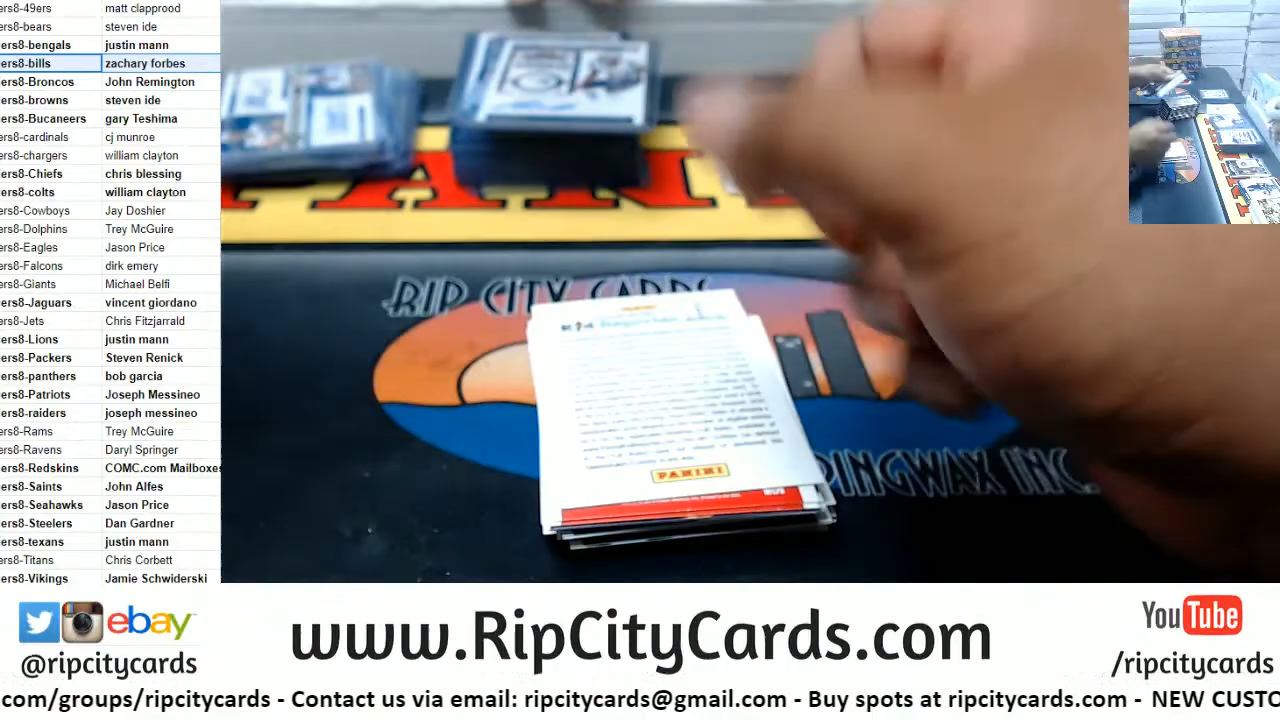 ers8-49ers matt clapprood
ers8-bears steven ide
ers8-bengals justin mann
ers8-bills zachary forbes
ers8-Broncos John Remington
ers8-browns steven ide
ers8-Bucaneers gary Teshima
ers8-cardinals cj munroe
ers8-chargers william clayton
ers8-Chiefs chris blessing
ers8-colts william clayton
ers8-Cowboys Jay Doshier
ers8-Dolphins Trey McGuire
ers8-Eagles Jason Price
ers8-Falcons dirk emery
ers8-Giants Michael Belfi
ers8-Jaguars vincent giordano
ers8-Jets Chris Fitzjarrald
ers8-Lions justin mann
ers8-Packers Steven Renick
ers8-panthers bob garcia
ers8-Patriots Joseph Messineo
ers8-raiders joseph messineo
ers8-Rams Trey McGuire
ers8-Ravens Daryl Springer
ers8-Redskins COMC.com Mailboxes
ers8-Saints John Alfes
ers8-Seahawks Jason Price
ers8-Steelers Dan Gardner
ers8-texans justin mann
ers8-Titans Chris Corbett
ers8-Vikings Jamie Schwiderski
RIP CITY CARDS
PANINI
RIPPINGWAX INC.
ebay
@ripcitycards
www.RipCityCards.com
YouTube
/ripcitycards
com/groups/ripcitycards - Contact us via email: ripcitycards@gmail.com - Buy spots at ripcitycards.com - NEW CUSTO